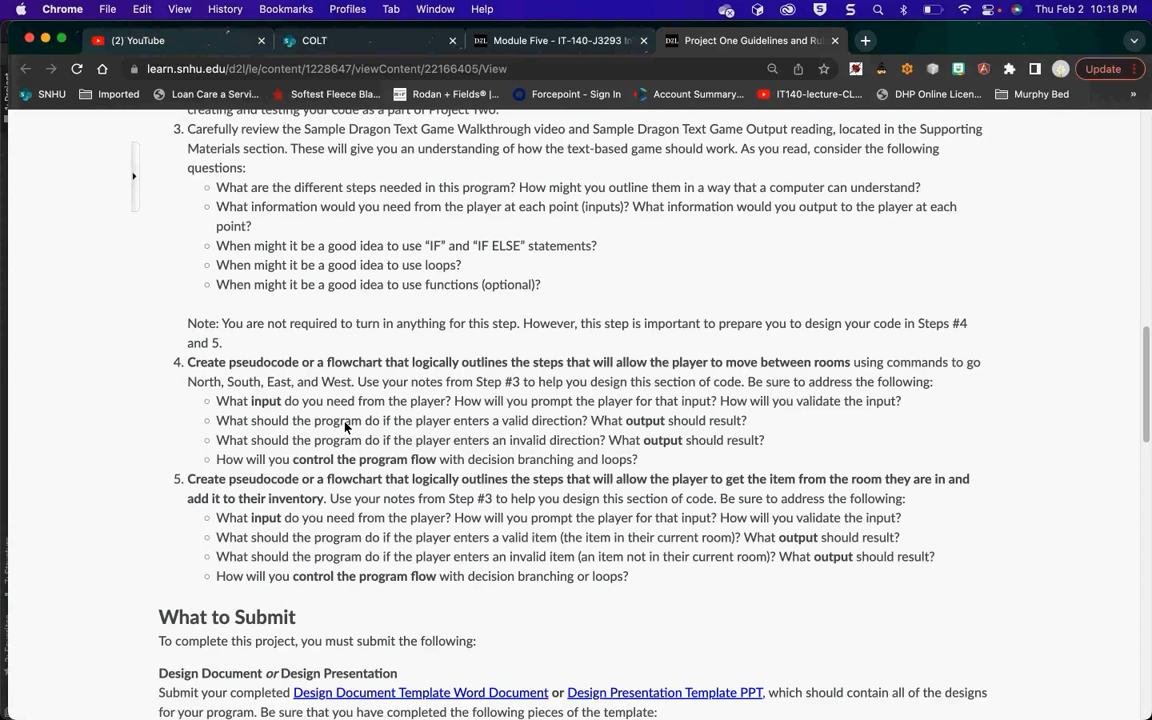 Chrome File Edit View History Bookmarks Profiles Tab Window Help Thu Feb 2 10:18 PM
(2) YouTube COLT D2L Module Five - IT-140-J3293 In D2L Project One Guidelines and Ru
learn.snhu.edu/d2l/le/content/1228647/viewContent/22166405/View Update
SNHU Imported Loan Care a Servi... Softest Fleece Bla... Rodan + Fields® |... Forcepoint - Sign In Account Summary... IT140-lecture-CL... DHP Online Licen... Murphy Bed »
creating and testing your code as a part of Project Two.
3. Carefully review the Sample Dragon Text Game Walkthrough video and Sample Dragon Text Game Output reading, located in the Supporting
Materials section. These will give you an understanding of how the text-based game should work. As you read, consider the following
questions:
What are the different steps needed in this program? How might you outline them in a way that a computer can understand?
What information would you need from the player at each point (inputs)? What information would you output to the player at each
point?
When might it be a good idea to use “IF” and “IF ELSE” statements?
When might it be a good idea to use loops?
When might it be a good idea to use functions (optional)?
Note: You are not required to turn in anything for this step. However, this step is important to prepare you to design your code in Steps #4
and 5.
4. Create pseudocode or a flowchart that logically outlines the steps that will allow the player to move between rooms using commands to go
North, South, East, and West. Use your notes from Step #3 to help you design this section of code. Be sure to address the following:
What input do you need from the player? How will you prompt the player for that input? How will you validate the input?
What should the program do if the player enters a valid direction? What output should result?
What should the program do if the player enters an invalid direction? What output should result?
How will you control the program flow with decision branching and loops?
5. Create pseudocode or a flowchart that logically outlines the steps that will allow the player to get the item from the room they are in and
add it to their inventory. Use your notes from Step #3 to help you design this section of code. Be sure to address the following:
What input do you need from the player? How will you prompt the player for that input? How will you validate the input?
What should the program do if the player enters a valid item (the item in their current room)? What output should result?
What should the program do if the player enters an invalid item (an item not in their current room)? What output should result?
How will you control the program flow with decision branching or loops?
What to Submit
To complete this project, you must submit the following:
Design Document or Design Presentation
Submit your completed Design Document Template Word Document or Design Presentation Template PPT, which should contain all of the designs
for your program. Be sure that you have completed the following pieces of the template: